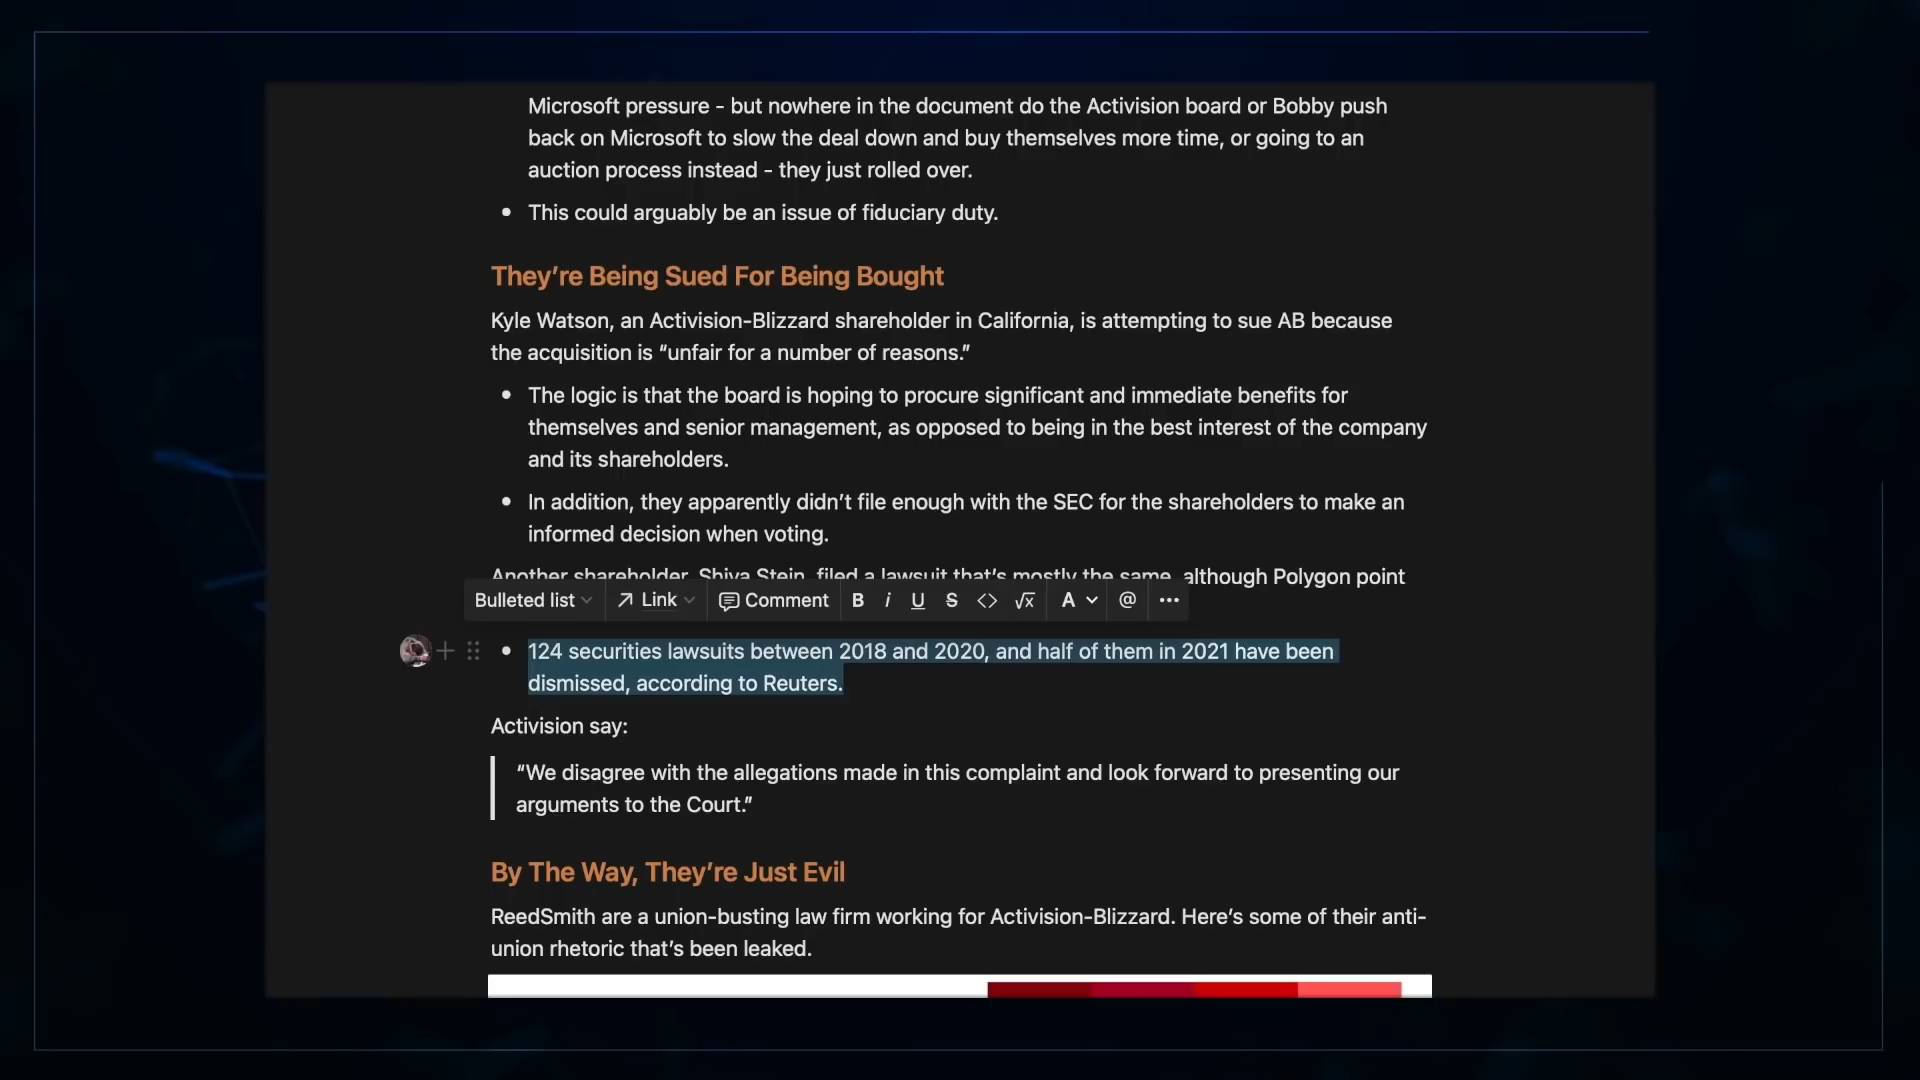 Microsoft pressure - but nowhere in the document do the Activision board or Bobby push
back on Microsoft to slow the deal down and buy themselves more time, or going to an
auction process instead - they just rolled over.
• This could arguably be an issue of fiduciary duty.
They’re Being Sued For Being Bought
Kyle Watson, an Activision-Blizzard shareholder in California, is attempting to sue AB because
the acquisition is “unfair for a number of reasons.”
• The logic is that the board is hoping to procure significant and immediate benefits for
themselves and senior management, as opposed to being in the best interest of the company
and its shareholders.
• In addition, they apparently didn’t file enough with the SEC for the shareholders to make an
informed decision when voting.
Another shareholder, Shiva Stein, filed a lawsuit that’s mostly the same, although Polygon point
Bulleted list Link Comment B i U S <> √x A @ •••
• 124 securities lawsuits between 2018 and 2020, and half of them in 2021 have been
dismissed, according to Reuters.
Activision say:
“We disagree with the allegations made in this complaint and look forward to presenting our
arguments to the Court.”
By The Way, They’re Just Evil
ReedSmith are a union-busting law firm working for Activision-Blizzard. Here’s some of their anti-
union rhetoric that’s been leaked.